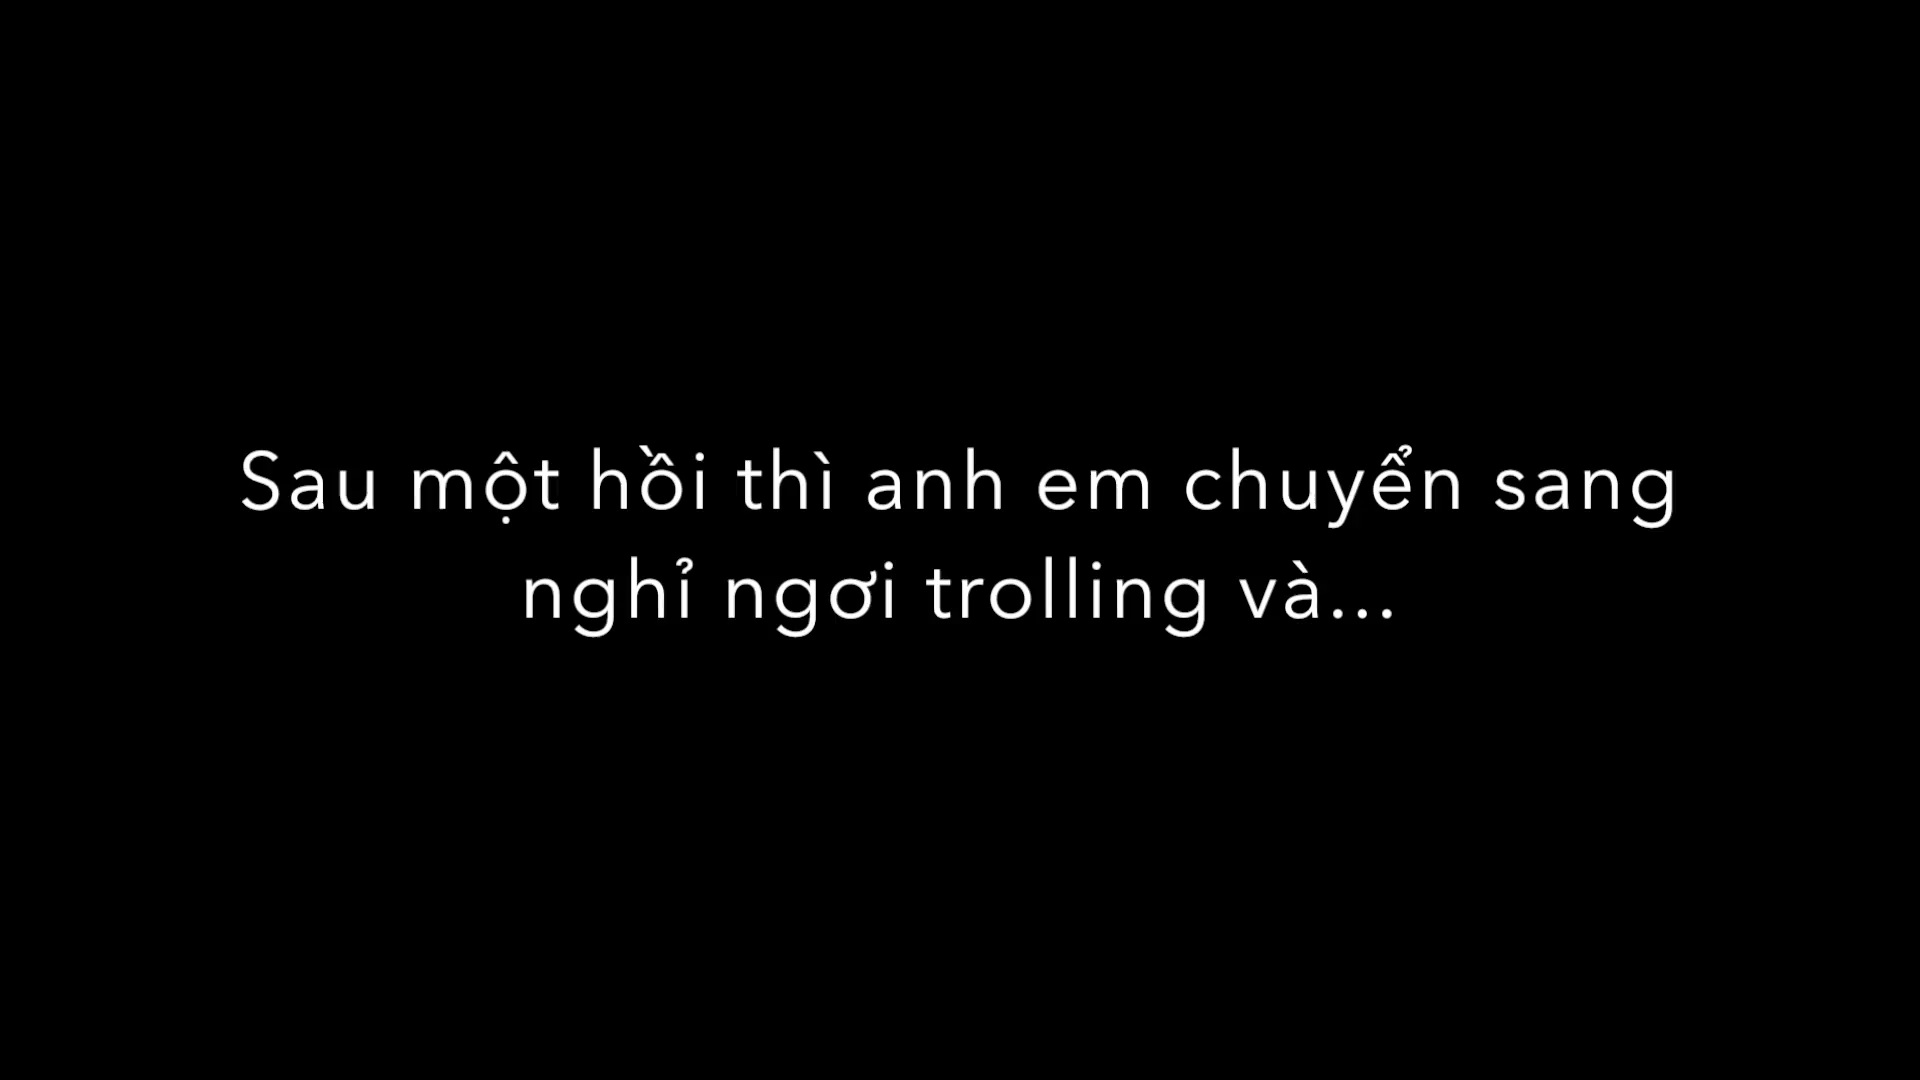 Sau một hồi thì anh em chuyển sang
nghỉ ngơi trolling và...